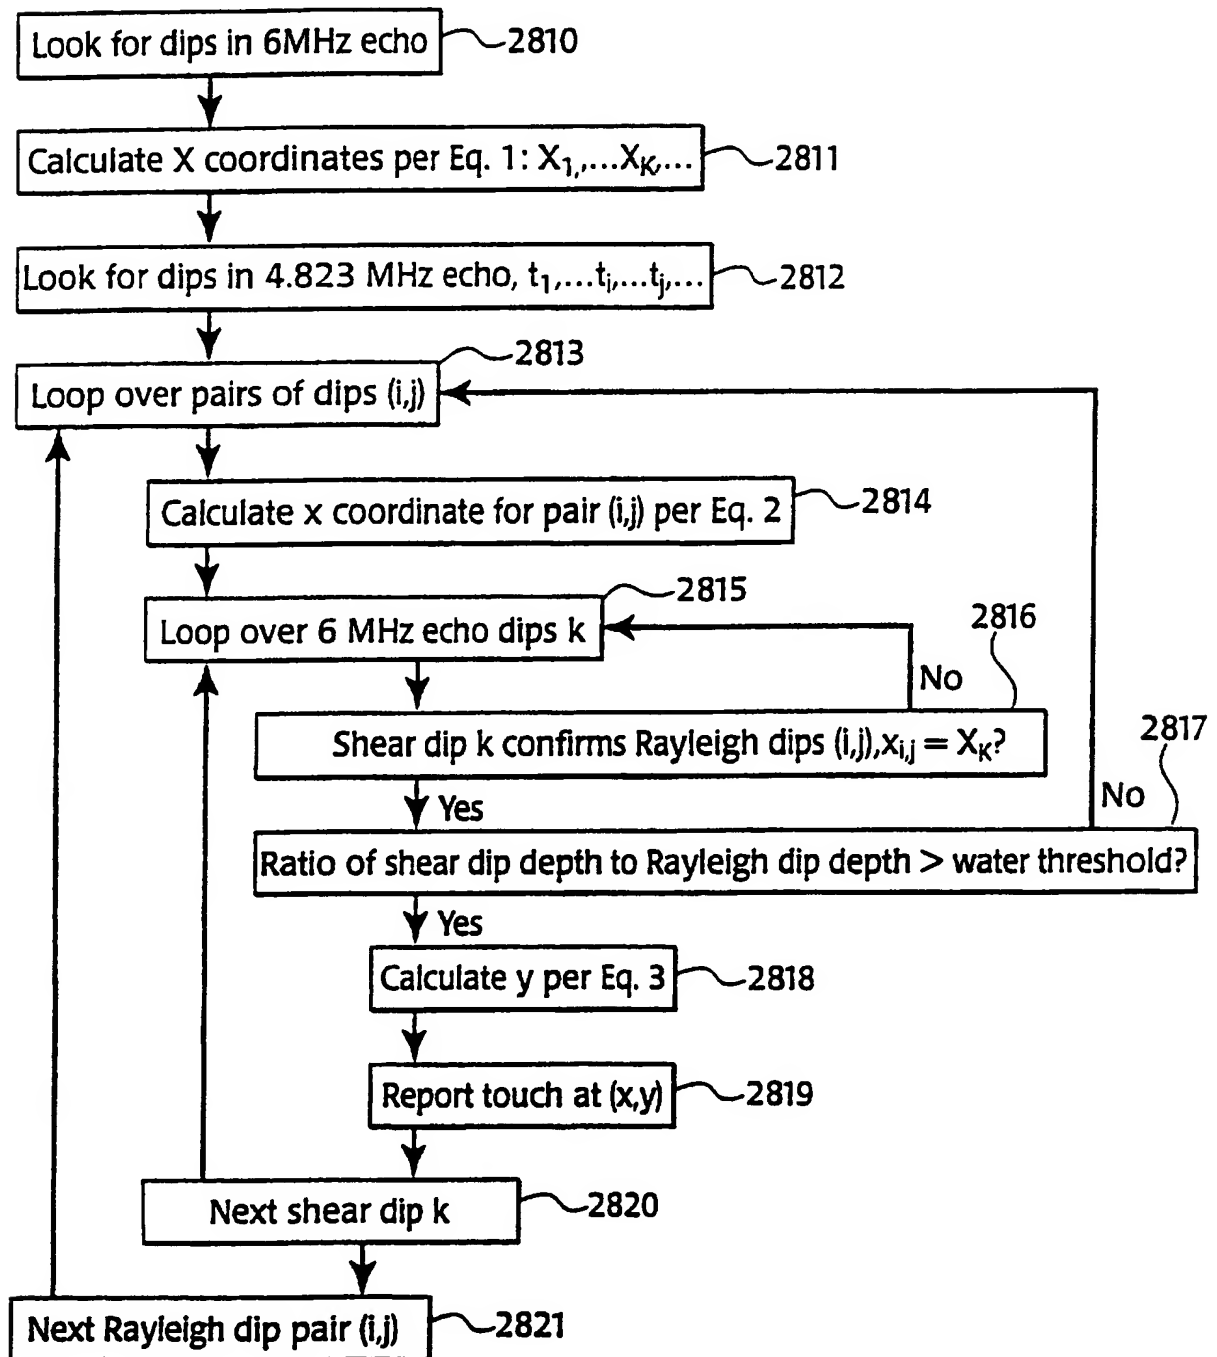 Look for dips in 6MHz echo
2810
Calculate X coordinates per Eq. 1: X1,,...XK,...
2811
Look for dips in 4.823 MHz echo, t1,...ti,...tj,...
2812
2813
Loop over pairs of dips (i,j)
Calculate x coordinate for pair (i,j) per Eq. 2
2814
2815
Loop over 6 MHz echo dips k
2816
No
Shear dip k confirms Rayleigh dips (i,j),xi,j = XK?
2817
Yes
No
Ratio of shear dip depth to Rayleigh dip depth > water threshold?
Yes
Calculate y per Eq. 3
2818
Report touch at (x,y)
2819
Next shear dip k
2820
Next Rayleigh dip pair (i,j)
2821